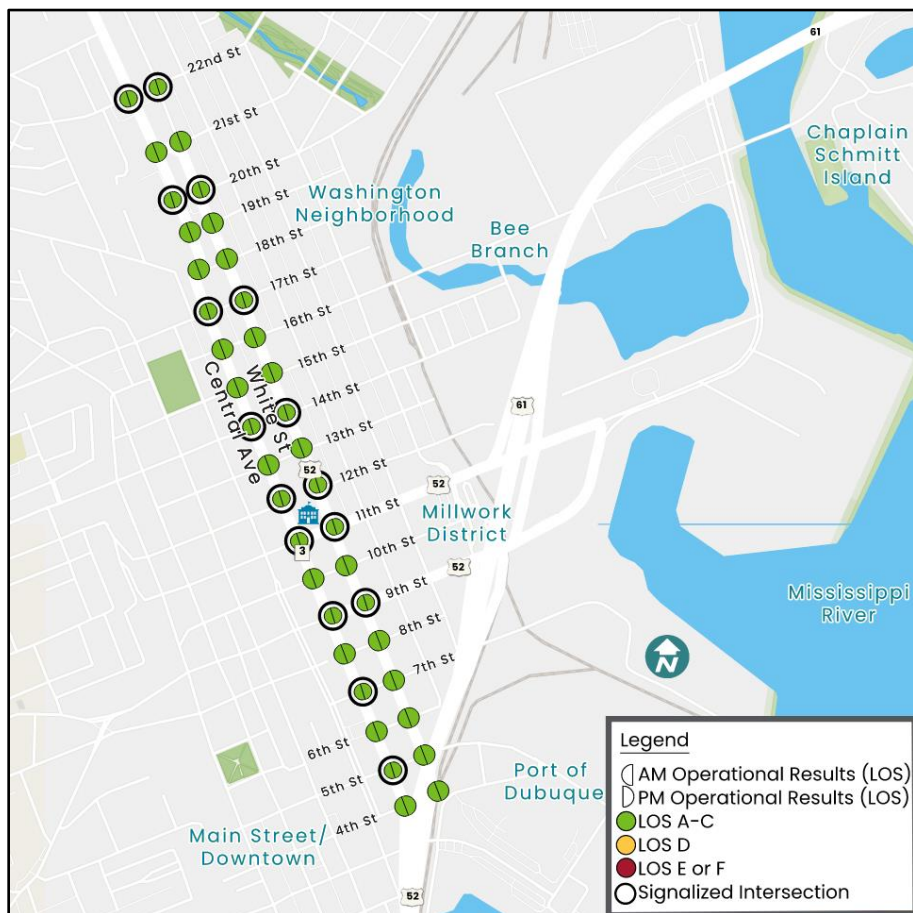 61
22nd St
21st St
Chaplain
Schmitt
Island
20th St
Washington
Neighborhood
19th St
Bee
Branch
18th St
17th St
16th St
15th St
Central Ave
White St
14th St
61
13th St
52
12th St
52
11th St
Millwork
District
3
10th St
52
9th St
Mississippi
River
8th St
7th St
N
6th St
5th St
Port of
Dubuque
4th St
Main Street/
Downtown
52
Legend
AM Operational Results (LOS)
PM Operational Results (LOS)
LOS A-C
LOS D
LOS E or F
Signalized Intersection